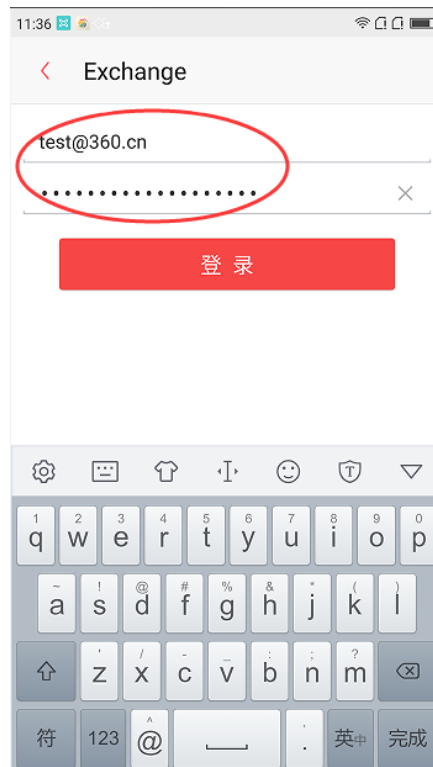 11:36
Exchange
test@360.cn
登 录
1 2 3 4 5 6 7 8 9 0
q w e r t y u i o p
~ ! @ # % & * ( )
a s d f g h j k l
' / - _ : ; ?
z x c v b n m
符 123 @ . 英中 完成